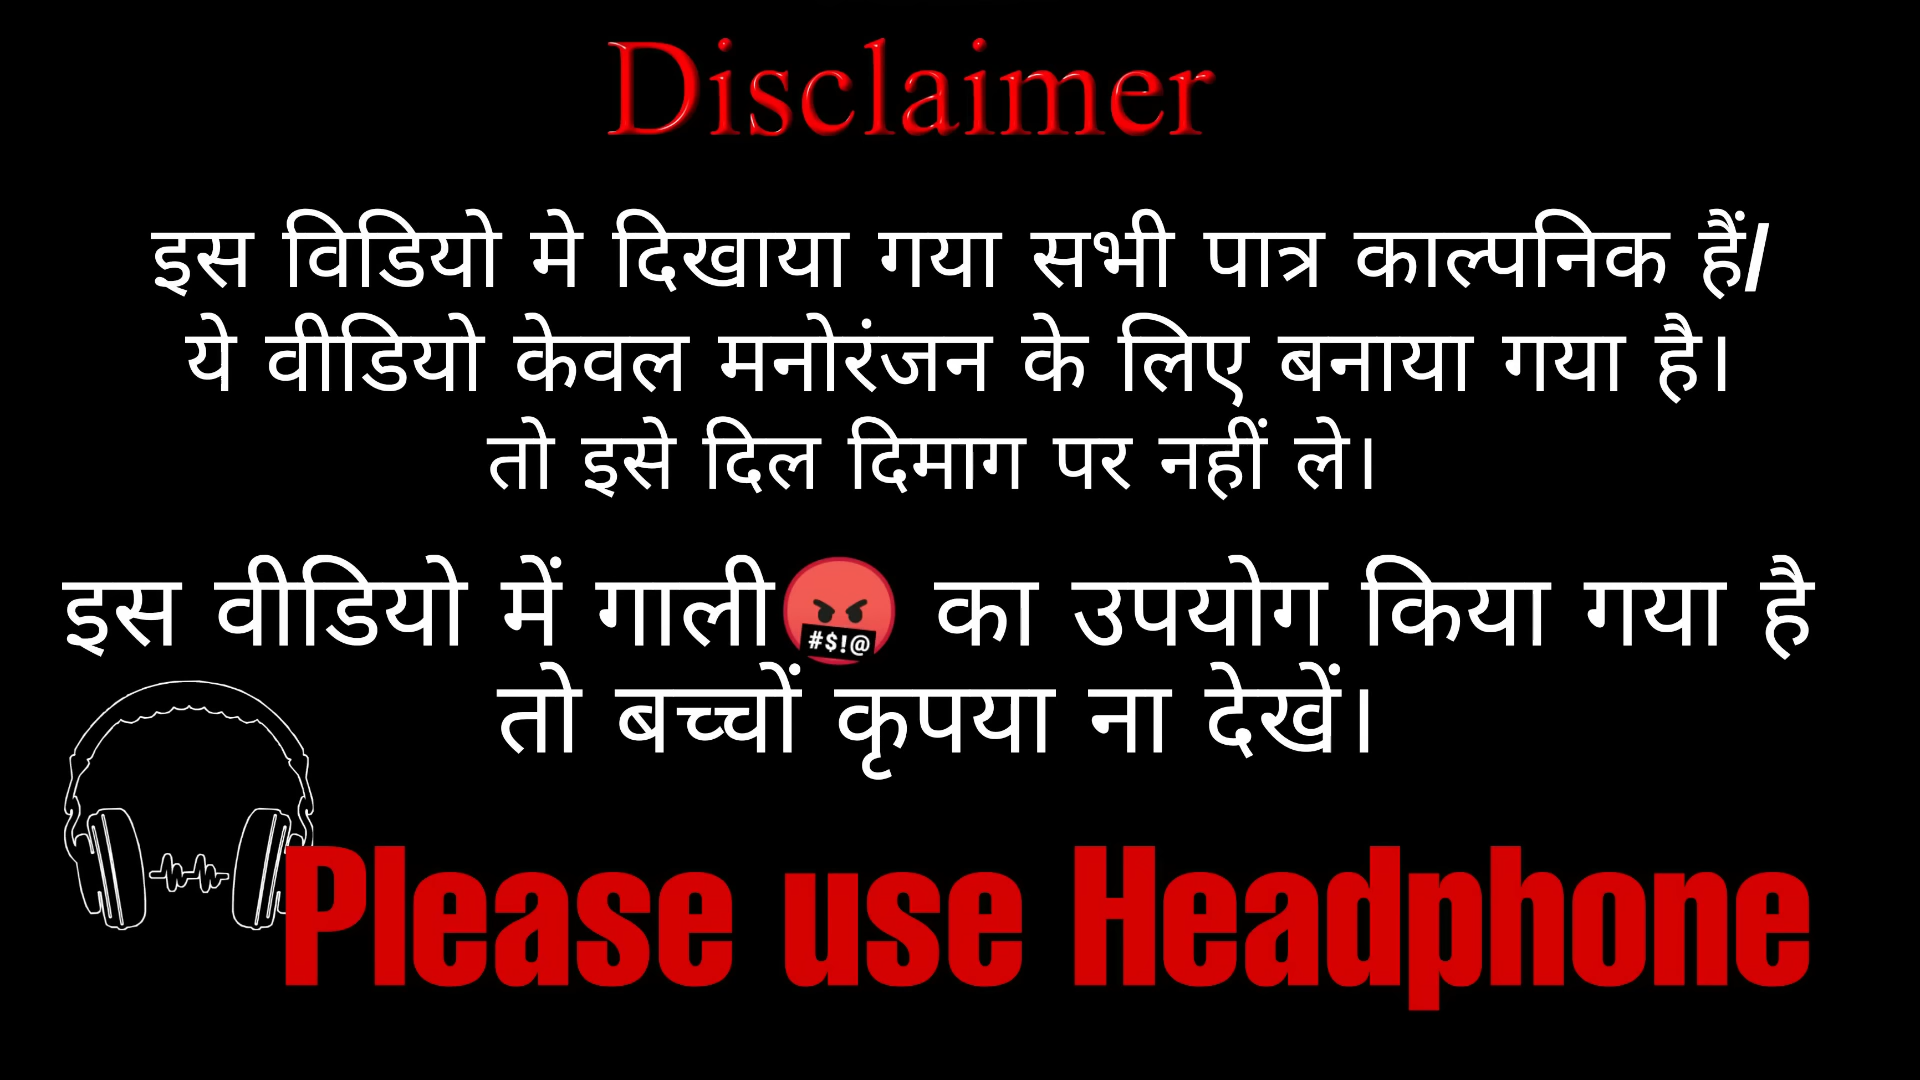 Disclaimer
इस विडियो मे दिखाया गया सभी पात्र काल्पनिक हैं/
ये वीडियो केवल मनोरंजन के लिए बनाया गया है।
तो इसे दिल दिमाग पर नहीं ले।
इस वीडियो में गाली🤬 का उपयोग किया गया है
तो बच्चों कृपया ना देखें।
Please use Headphone